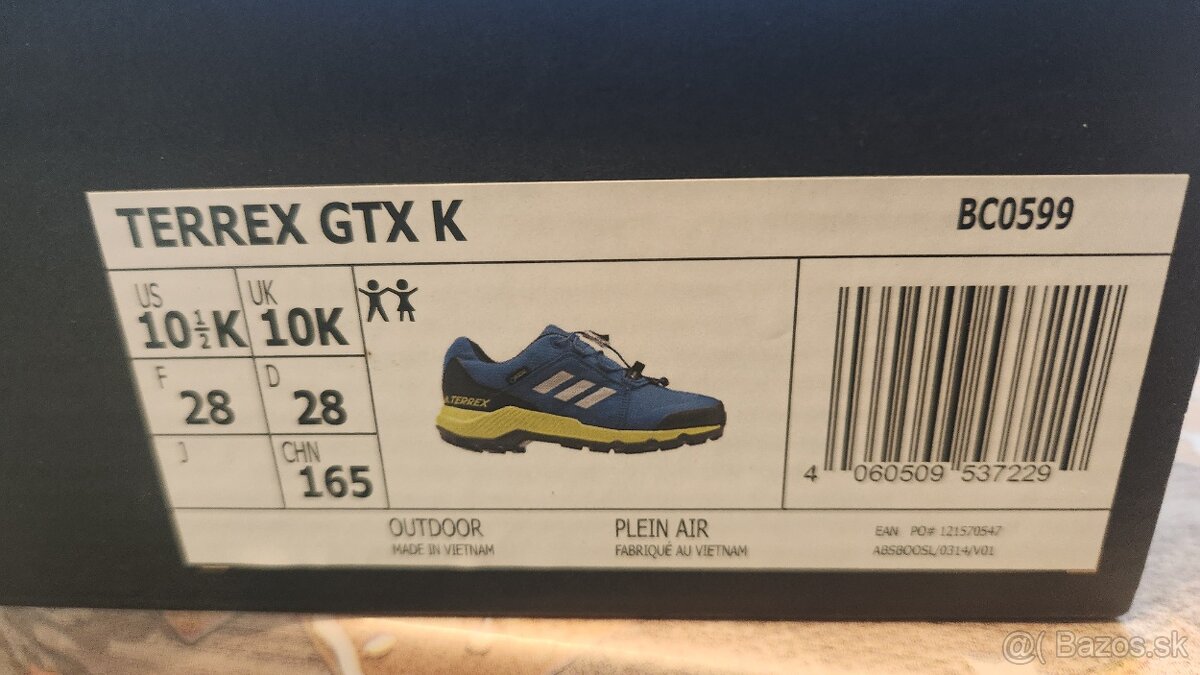 TERREX GTX K
BC0599
US
10½K
UK
10K
F
28
D
28
J
CHN
165
A.TERREX
4 060509 537229
OUTDOOR
MADE IN VIETNAM
PLEIN AIR
FABRIQUÉ AU VIETNAM
EAN PO# 121570547
ABSBOOSL/0314/V01
@( Bazos.sk